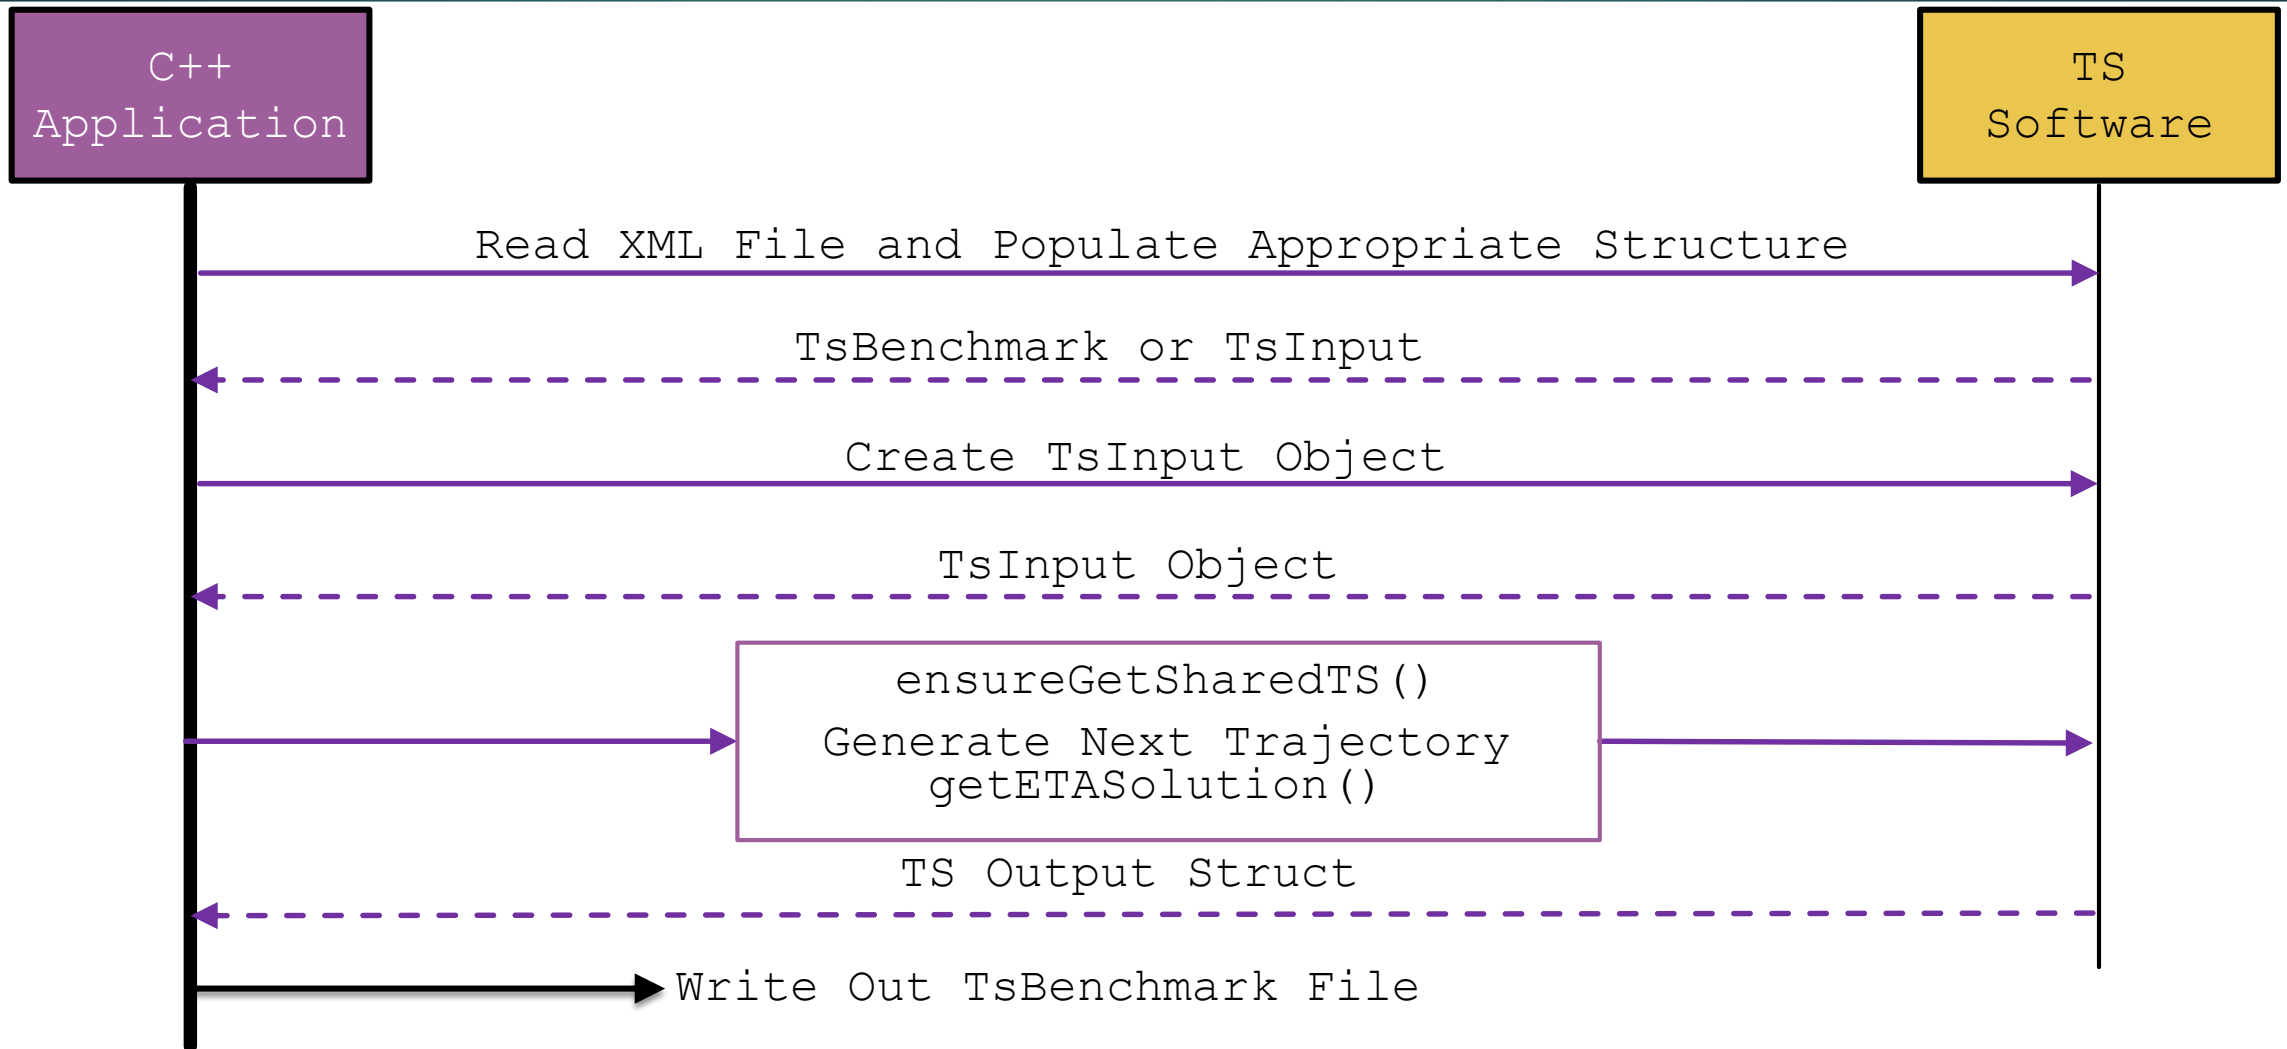 C++
Application
TS
Software
Read XML File and Populate Appropriate Structure
TsBenchmark or TsInput
Create TsInput Object
TsInput Object
ensureGetSharedTS()
Generate Next Trajectory
getETASolution()
TS Output Struct
Write Out TsBenchmark File